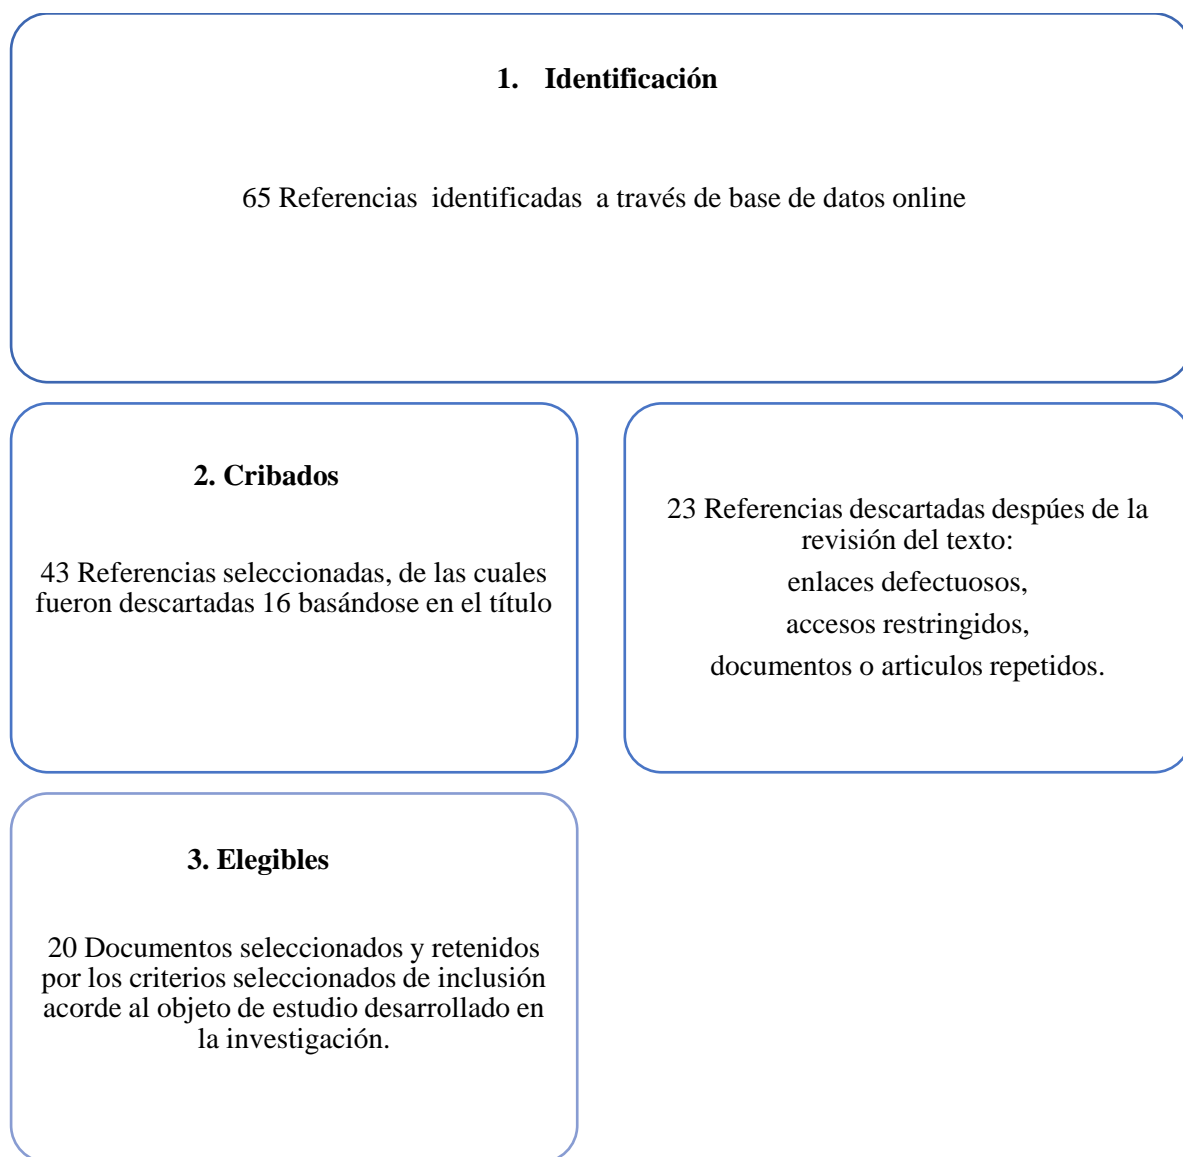 1. Identificación
65 Referencias identificadas a través de base de datos online
2. Cribados
43 Referencias seleccionadas, de las cuales
fueron descartadas 16 basándose en el título
23 Referencias descartadas despúes de la
revisión del texto:
enlaces defectuosos,
accesos restringidos,
documentos o articulos repetidos.
3. Elegibles
20 Documentos seleccionados y retenidos
por los criterios seleccionados de inclusión
acorde al objeto de estudio desarrollado en
la investigación.